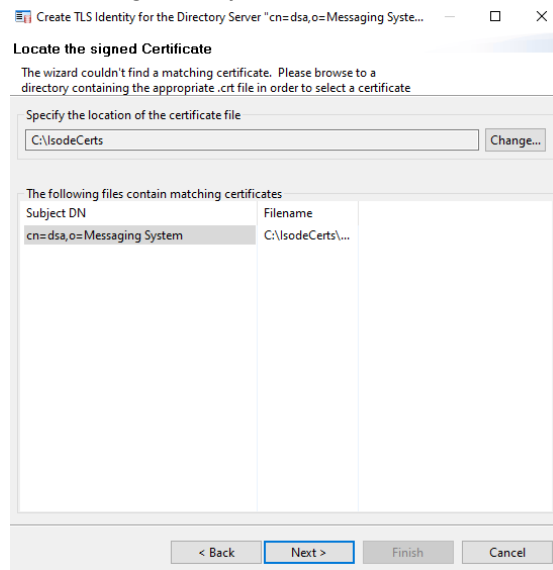 Create TLS Identity for the Directory Server "cn=dsa,o=Messaging Syste...
Locate the signed Certificate
The wizard couldn't find a matching certificate. Please browse to a
directory containing the appropriate .crt file in order to select a certificate
Specify the location of the certificate file
C:\IsodeCerts
Change...
The following files contain matching certificates
Subject DN Filename
cn=dsa,o=Messaging System C:\IsodeCerts\...
< Back Next > Finish Cancel